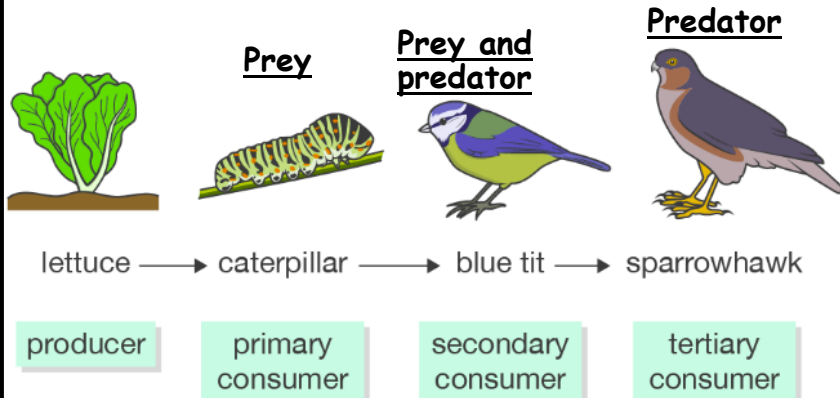 Prey
Prey and
predator
Predator
lettuce → caterpillar → blue tit → sparrowhawk
producer
primary
consumer
secondary
consumer
tertiary
consumer